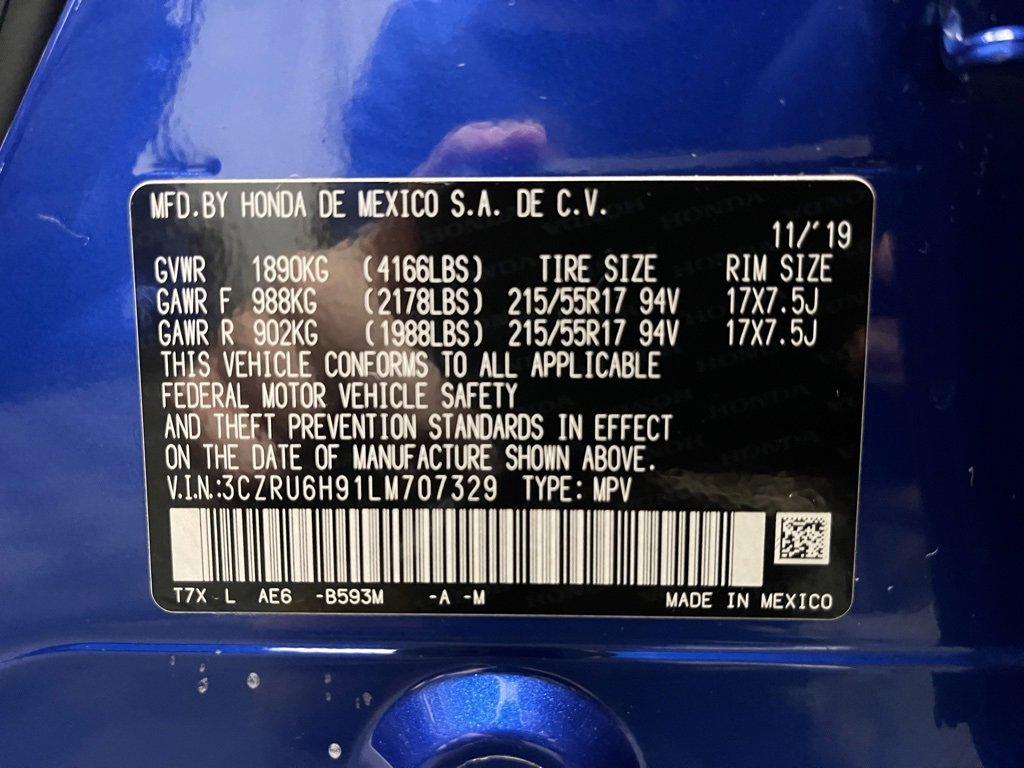 MFD.BY HONDA DE MEXICO S.A. DE C.V.
11/'19
GVWR 1890KG (4166LBS) TIRE SIZE RIM SIZE
GAWR F 988KG (2178LBS) 215/55R17 94V 17X7.5J
GAWR R 902KG (1988LBS) 215/55R17 94V 17X7.5J
THIS VEHICLE CONFORMS TO ALL APPLICABLE
FEDERAL MOTOR VEHICLE SAFETY
AND THEFT PREVENTION STANDARDS IN EFFECT
ON THE DATE OF MANUFACTURE SHOWN ABOVE.
V.I.N.:3CZRU6H91LM707329 TYPE: MPV
T7X L AE6 -B593M -A -M MADE IN MEXICO